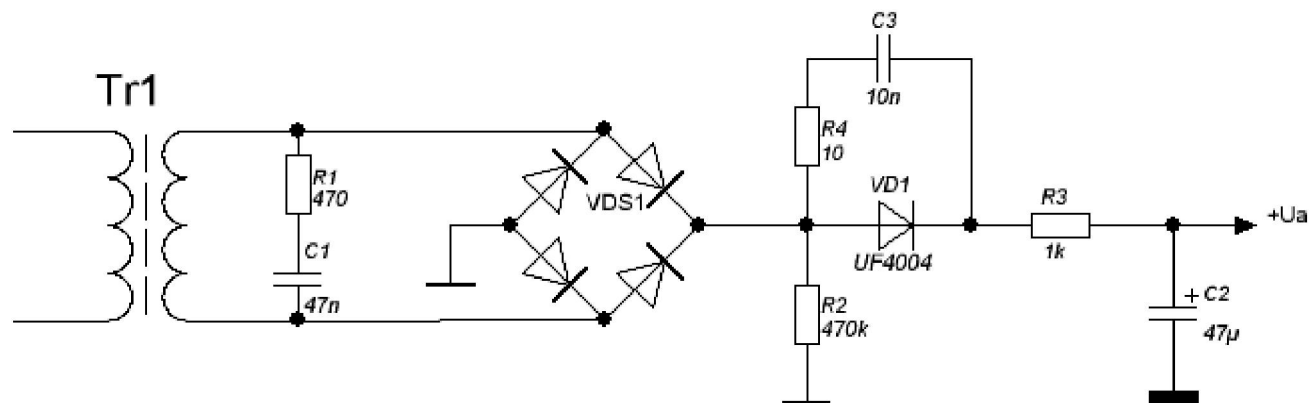 Tr1
R1
470
C1
47n
VDS1
C3
10n
R4
10
VD1
UF4004
R2
470k
R3
1k
+Ua
+
C2
47µ